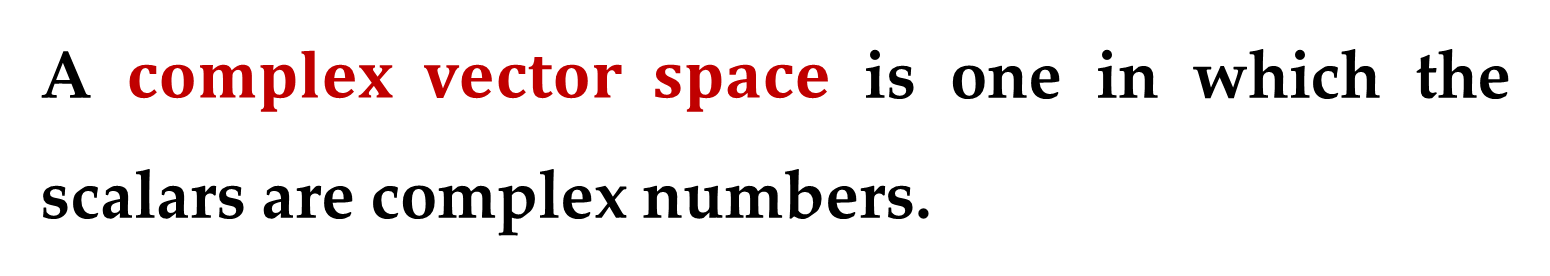 A complex vector space is one in which the
scalars are complex numbers.